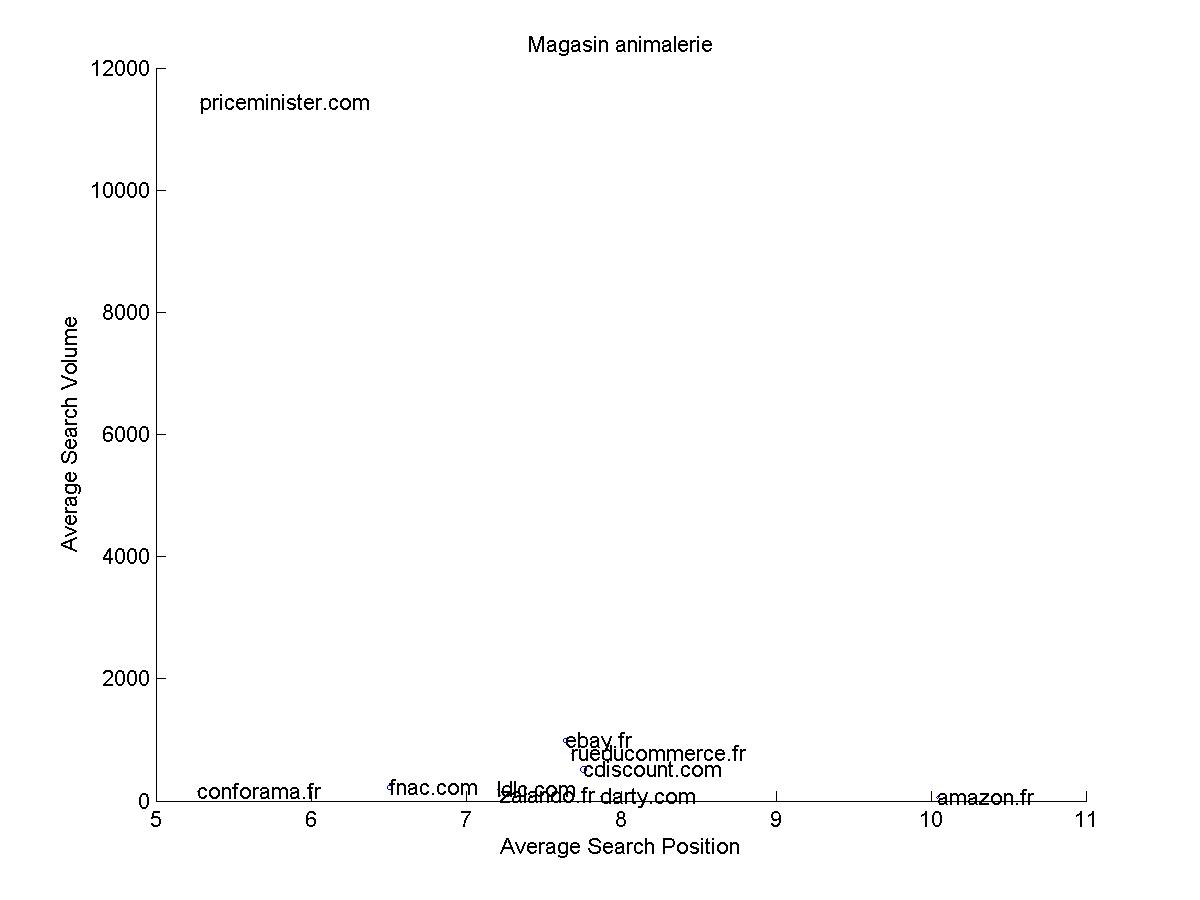 Magasin animalerie
12000
priceminister.com
10000
8000
6000
4000
2000
0
Average Search Volume
ebay.fr
rueducommerce.fr
cdiscount.com
fnac.com
ldlc.com
conforama.fr
zalando.fr
darty.com
amazon.fr
5 6 7 8 9 10 11
Average Search Position